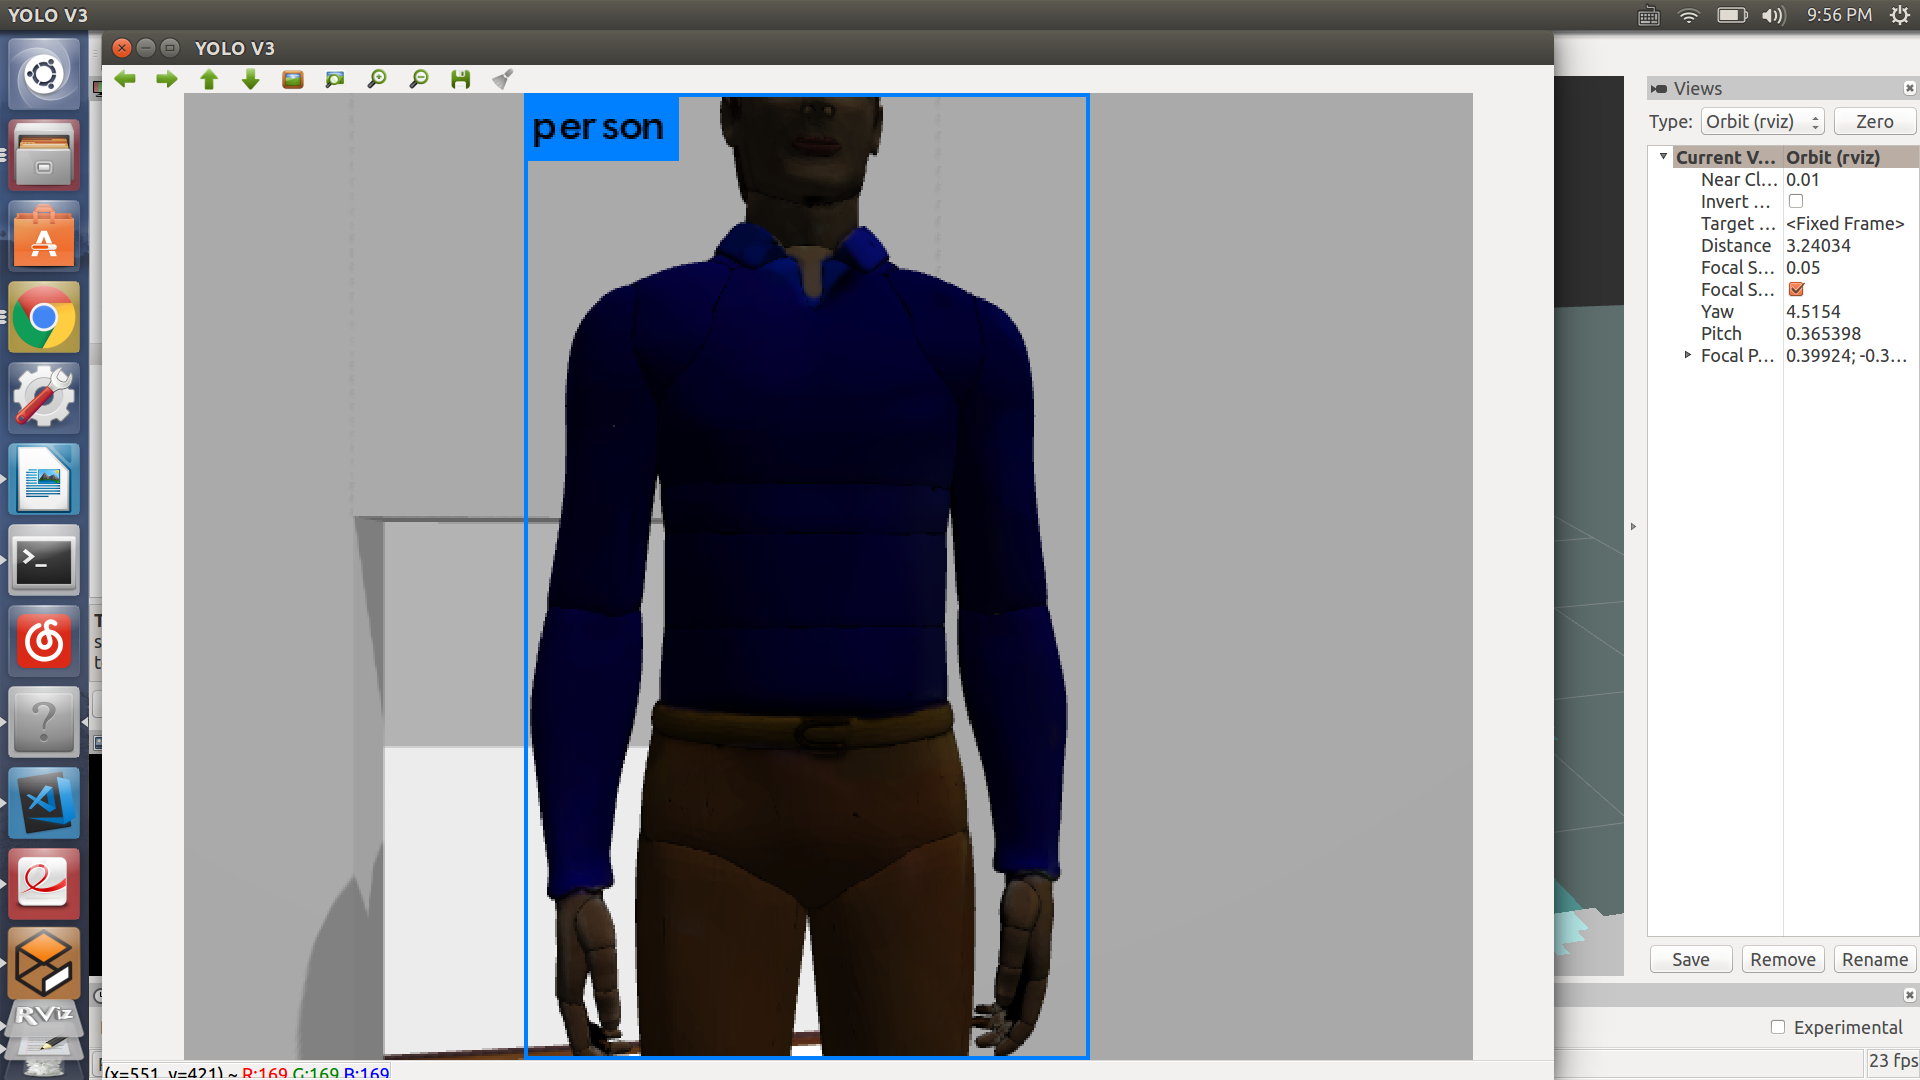 YOLO V3
9:56 PM
YOLO V3
person
Views
Type: Orbit (rviz) Zero
Current V... Orbit (rviz)
Near Cl... 0.01
Invert ...
Target ... <Fixed Frame>
Distance 3.24034
Focal S... 0.05
Focal S...
Yaw 4.5154
Pitch 0.365398
Focal P... 0.39924; -0.3...
Save Remove Rename
Experimental
23 fps
RViz
(x=551, y=421) ~ R:169 G:169 B:169